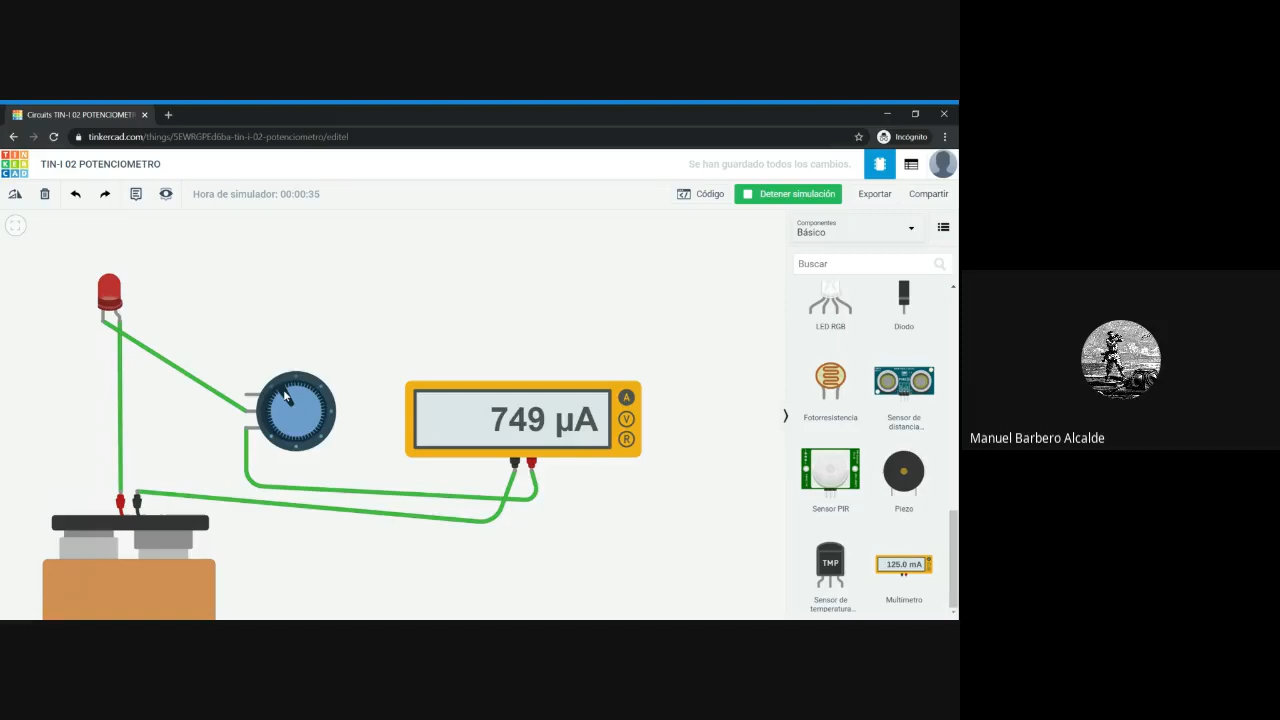 Circuits TIN-I 02 POTENCIOMETR
tinkercad.com/things/5EWRGPEd6ba-tin-i-02-potenciometro/editel
Incógnito
TIN
KER
CAD
TIN-I 02 POTENCIOMETRO
Se han guardado todos los cambios.
Hora de simulador: 00:00:35
Código
Detener simulación
Exportar
Compartir
Componentes
Básico
Buscar
LED RGB
Diodo
749 µA
A
V
R
Fotorresistencia
Sensor de
distancia...
Manuel Barbero Alcalde
Sensor PIR
Piezo
TMP
125.0 mA
Sensor de
temperatura...
Multímetro